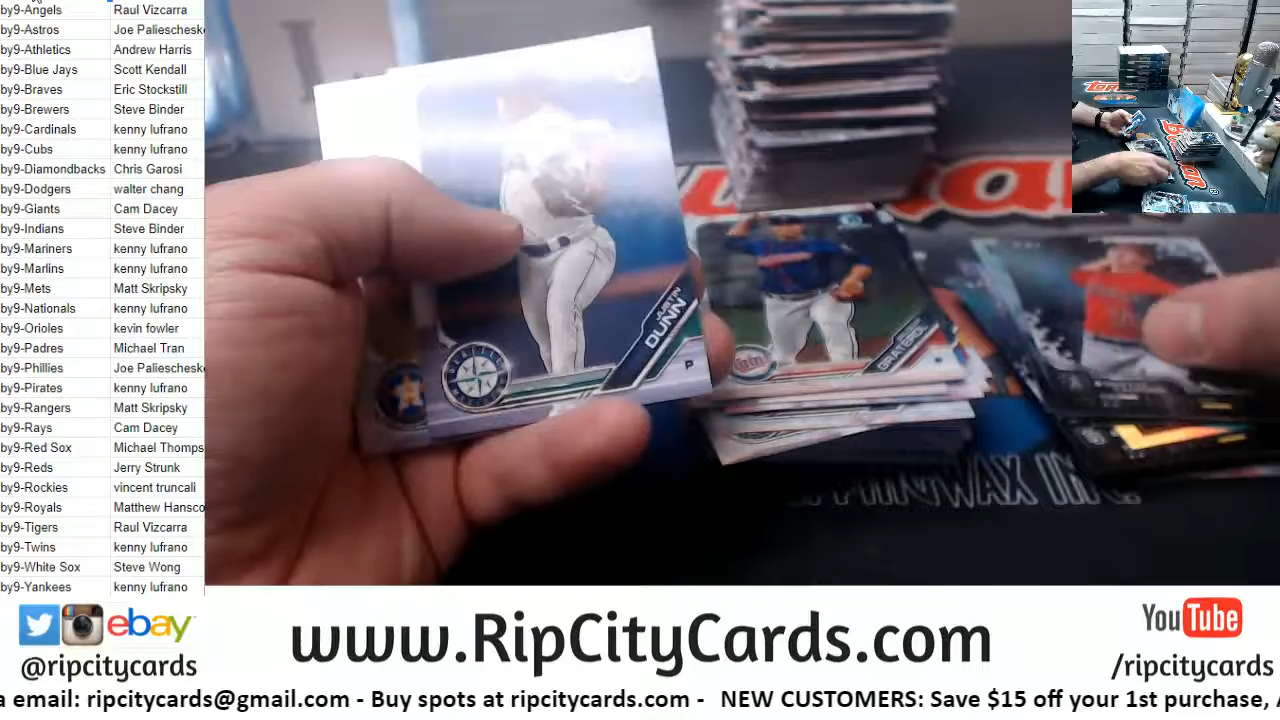 by9-Angels Raul Vizcarra
by9-Astros Joe Paliescheske
by9-Athletics Andrew Harris
by9-Blue Jays Scott Kendall
by9-Braves Eric Stockstill
by9-Brewers Steve Binder
by9-Cardinals kenny lufrano
by9-Cubs kenny lufrano
by9-Diamondbacks Chris Garosi
by9-Dodgers walter chang
by9-Giants Cam Dacey
by9-Indians Steve Binder
by9-Mariners kenny lufrano
by9-Marlins kenny lufrano
by9-Mets Matt Skripsky
by9-Nationals kenny lufrano
by9-Orioles kevin fowler
by9-Padres Michael Tran
by9-Phillies Joe Paliescheske
by9-Pirates kenny lufrano
by9-Rangers Matt Skripsky
by9-Rays Cam Dacey
by9-Red Sox Michael Thomps
by9-Reds Jerry Strunk
by9-Rockies vincent truncali
by9-Royals Matthew Hansco
by9-Tigers Raul Vizcarra
by9-Twins kenny lufrano
by9-White Sox Steve Wong
by9-Yankees kenny lufrano
JUSTIN
DUNN
P
GRATEROL
WAX INC.
ebay
@ripcitycards
www.RipCityCards.com
YouTube
/ripcitycards
a email: ripcitycards@gmail.com - Buy spots at ripcitycards.com - NEW CUSTOMERS: Save $15 off your 1st purchase,